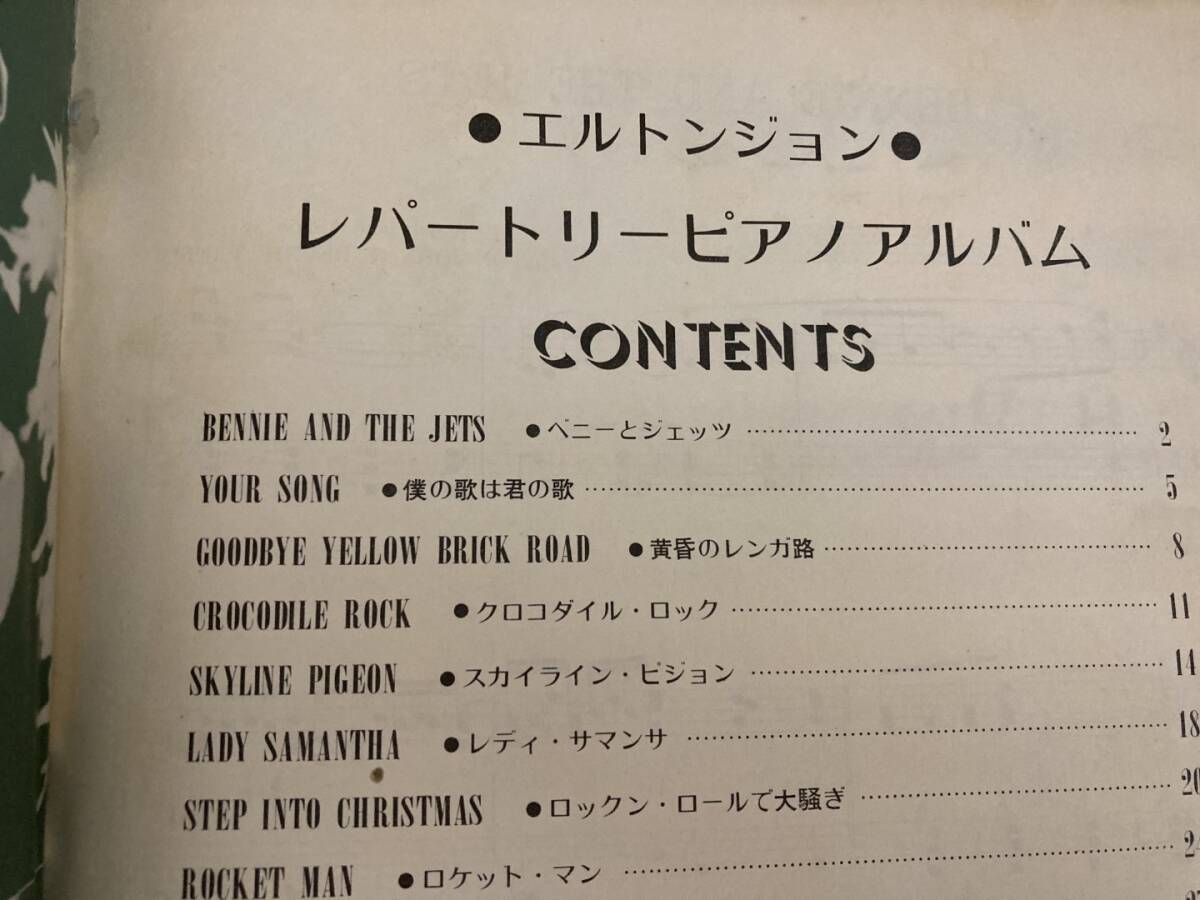 ●エルトンジョン●
レパートリーピアノアルバム
CONTENTS
BENNIE AND THE JETS ●ベニーとジェッツ 2
YOUR SONG ●僕の歌は君の歌 5
GOODBYE YELLOW BRICK ROAD ●黄昏のレンガ路 8
CROCODILE ROCK ●クロコダイル・ロック 11
SKYLINE PIGEON ●スカイライン・ピジョン 14
LADY SAMANTHA ●レディ・サマンサ 18
STEP INTO CHRISTMAS ●ロックン・ロールで大騒ぎ 20
ROCKET MAN ●ロケット・マン 24